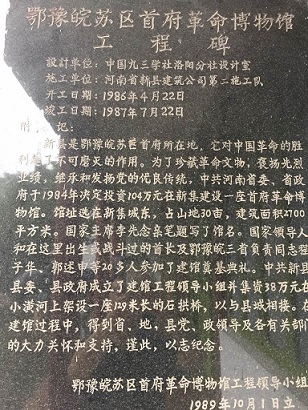 鄂豫皖苏区首府革命博物馆
工程碑
設計単位:中国九三学社洛阳分社设计室
施工单位:河南省新县建筑公司第二施工队
开工日期:1986年4月22日
竣工日期:1987年7月22日
附记:
新县是鄂豫皖苏区首府所在地,它对中国革命的胜
利起了不可磨灭的作用。为了珍藏革命文物,褒扬光烈
业绩,继承和发扬党的优良传统,中共河南省委、省政
府于1984年决定投资104万元在新集建设一座首府革命博
物馆。馆址选在新集城东,占山地30亩,建筑面积2700
平方米。国家主席李先念亲笔题写了馆名。国家领导人
和在这里出生或战斗过的首长及鄂豫皖三省负责同志程
子华、郭述申等20多人参加了建馆奠基典礼。中共新县
县委、县政府成立了建馆工程领导小组并集资38万元在
小潢河上架设一座129米长的石拱桥,以与县城相接。在
建馆过程中,得到省、地、县党、政领导及各有关部门
的大力关怀和支持,谨此,以志纪念。
鄂豫皖苏区首府革命博物馆工程领导小组
1989年10月1日立